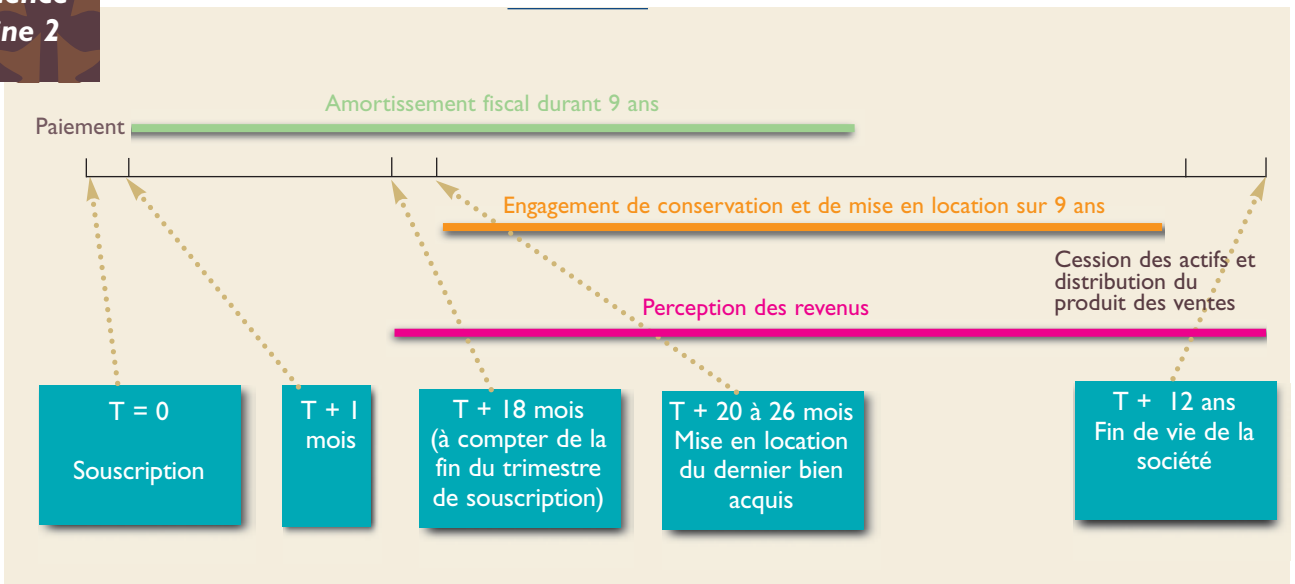 ine 2
Amortissement fiscal durant 9 ans
Paiement
Engagement de conservation et de mise en location sur 9 ans
Cession des actifs et
distribution du
produit des ventes
Perception des revenus
T = 0
Souscription
T + 1
mois
T + 18 mois
(à compter de la
fin du trimestre
de souscription)
T + 20 à 26 mois
Mise en location
du dernier bien
acquis
T + 12 ans
Fin de vie de la
société